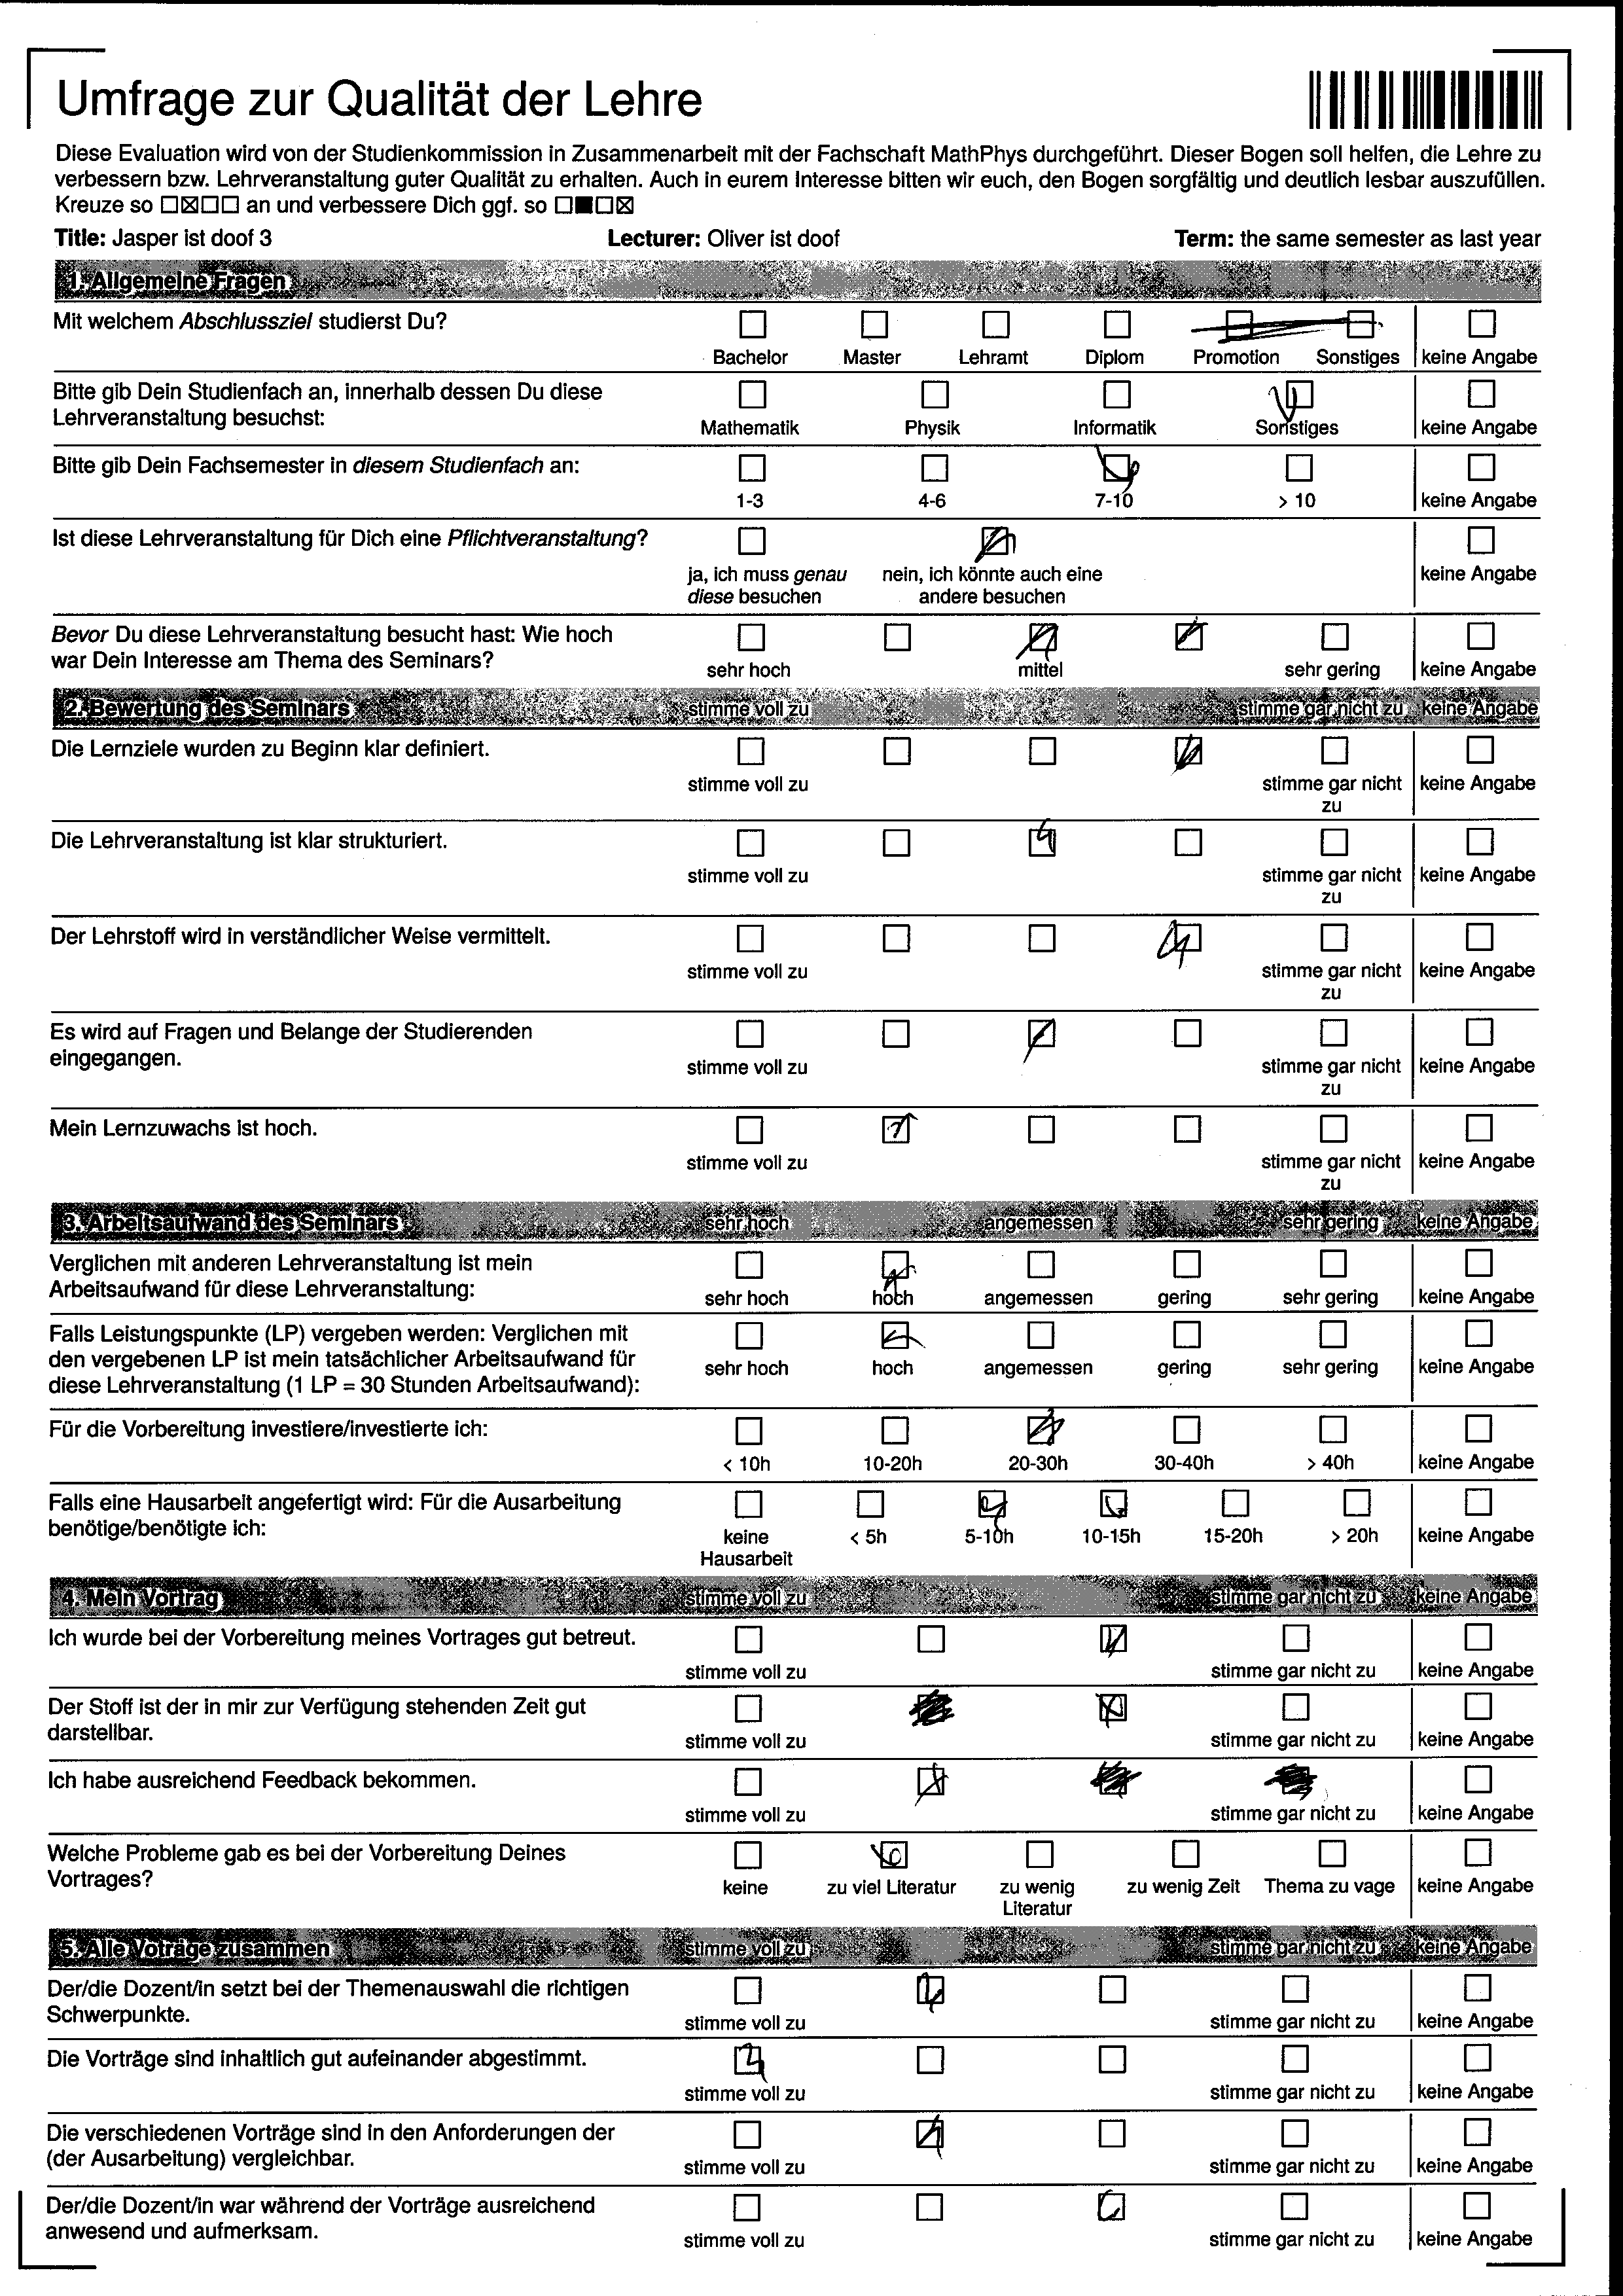 Umfrage zur Qualität der Lehre
Diese Evaluation wird von der Studienkommission in Zusammenarbeit mit der Fachschaft MathPhys durchgeführt. Dieser Bogen soll helfen, die Lehre zu
verbessern bzw. Lehrveranstaltung guter Qualität zu erhalten. Auch in eurem Interesse bitten wir euch, den Bogen sorgfältig und deutlich lesbar auszufüllen.
Kreuze so ☐☒☐☐ an und verbessere Dich ggf. so ☐■☐☒
Title: Jasper ist doof 3 Lecturer: Oliver ist doof Term: the same semester as last year
1. Allgemeine Fragen
Mit welchem Abschlussziel studierst Du?
Bachelor Master Lehramt Diplom Promotion Sonstiges keine Angabe
Bitte gib Dein Studienfach an, innerhalb dessen Du diese
Lehrveranstaltung besuchst:
Mathematik Physik Informatik Sonstiges keine Angabe
Bitte gib Dein Fachsemester in diesem Studienfach an:
1-3 4-6 7-10 > 10 keine Angabe
Ist diese Lehrveranstaltung für Dich eine Pflichtveranstaltung?
ja, ich muss genau nein, ich könnte auch eine keine Angabe
diese besuchen andere besuchen
Bevor Du diese Lehrveranstaltung besucht hast: Wie hoch
war Dein Interesse am Thema des Seminars?
sehr hoch mittel sehr gering keine Angabe
2. Bewertung des Seminars stimme voll zu stimme gar nicht zu keine Angabe
Die Lernziele wurden zu Beginn klar definiert.
stimme voll zu stimme gar nicht keine Angabe
zu
Die Lehrveranstaltung ist klar strukturiert.
stimme voll zu stimme gar nicht keine Angabe
zu
Der Lehrstoff wird in verständlicher Weise vermittelt.
stimme voll zu stimme gar nicht keine Angabe
zu
Es wird auf Fragen und Belange der Studierenden
eingegangen.
stimme voll zu stimme gar nicht keine Angabe
zu
Mein Lernzuwachs ist hoch.
stimme voll zu stimme gar nicht keine Angabe
zu
3. Arbeitsaufwand des Seminars sehr hoch angemessen sehr gering keine Angabe
Verglichen mit anderen Lehrveranstaltung ist mein
Arbeitsaufwand für diese Lehrveranstaltung:
sehr hoch hoch angemessen gering sehr gering keine Angabe
Falls Leistungspunkte (LP) vergeben werden: Verglichen mit
den vergebenen LP ist mein tatsächlicher Arbeitsaufwand für
diese Lehrveranstaltung (1 LP = 30 Stunden Arbeitsaufwand):
sehr hoch hoch angemessen gering sehr gering keine Angabe
Für die Vorbereitung investiere/investierte ich:
< 10h 10-20h 20-30h 30-40h > 40h keine Angabe
Falls eine Hausarbeit angefertigt wird: Für die Ausarbeitung
benötige/benötigte ich:
keine < 5h 5-10h 10-15h 15-20h > 20h keine Angabe
Hausarbeit
4. Mein Vortrag stimme voll zu stimme gar nicht zu keine Angabe
Ich wurde bei der Vorbereitung meines Vortrages gut betreut.
stimme voll zu stimme gar nicht zu keine Angabe
Der Stoff ist der in mir zur Verfügung stehenden Zeit gut
darstellbar.
stimme voll zu stimme gar nicht zu keine Angabe
Ich habe ausreichend Feedback bekommen.
stimme voll zu stimme gar nicht zu keine Angabe
Welche Probleme gab es bei der Vorbereitung Deines
Vortrages?
keine zu viel Literatur zu wenig zu wenig Zeit Thema zu vage keine Angabe
Literatur
5. Alle Voträge zusammen stimme voll zu stimme gar nicht zu keine Angabe
Der/die Dozent/in setzt bei der Themenauswahl die richtigen
Schwerpunkte.
stimme voll zu stimme gar nicht zu keine Angabe
Die Vorträge sind inhaltlich gut aufeinander abgestimmt.
stimme voll zu stimme gar nicht zu keine Angabe
Die verschiedenen Vorträge sind in den Anforderungen der
(der Ausarbeitung) vergleichbar.
stimme voll zu stimme gar nicht zu keine Angabe
Der/die Dozent/in war während der Vorträge ausreichend
anwesend und aufmerksam.
stimme voll zu stimme gar nicht zu keine Angabe